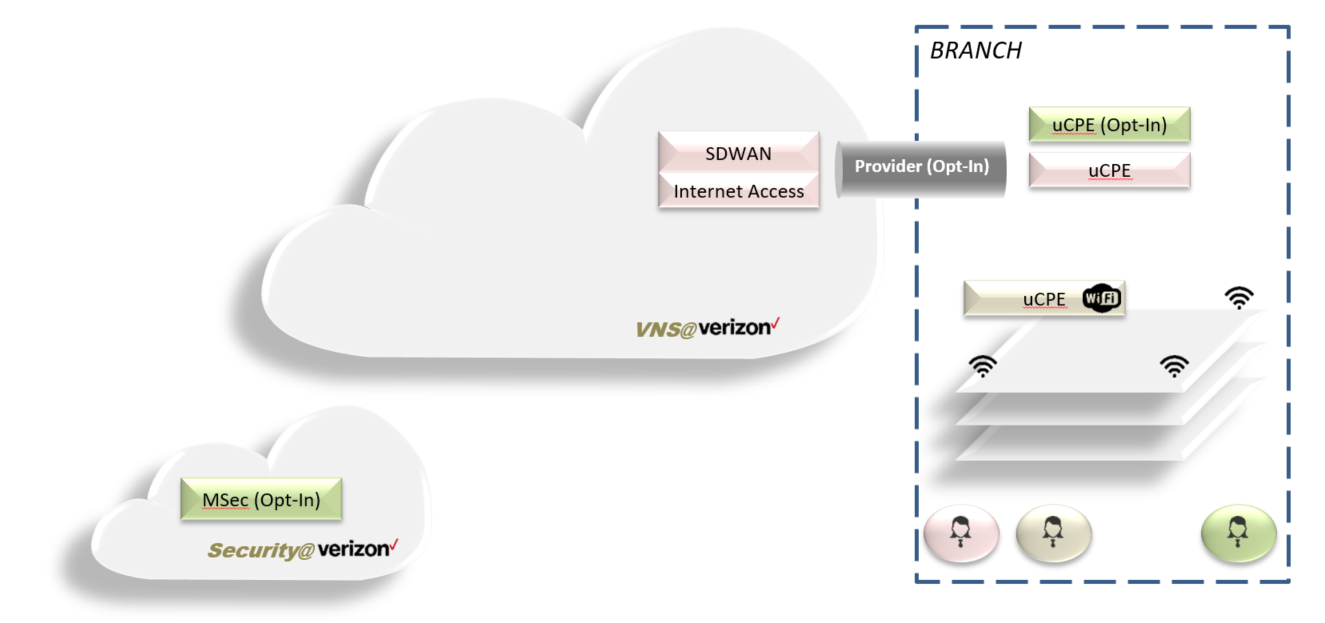 BRANCH
uCPE (Opt-In)
SDWAN
Provider (Opt-In)
uCPE
Internet Access
uCPE WiFi
VNS@verizon✓
MSec (Opt-In)
Security@verizon✓